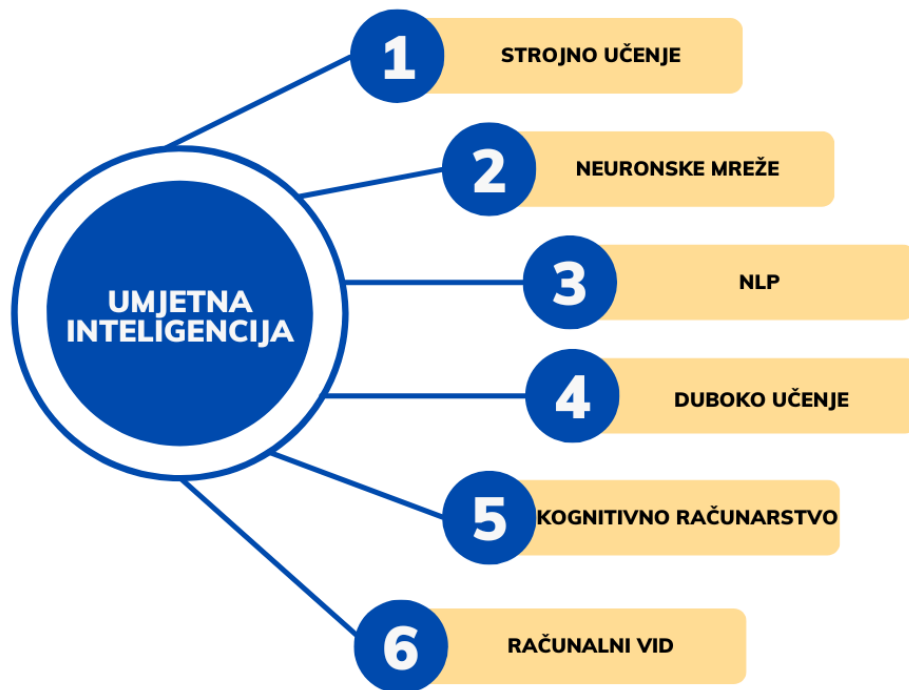 UMJETNA
INTELIGENCIJA
1 STROJNO UČENJE
2 NEURONSKE MREŽE
3 NLP
4 DUBOKO UČENJE
5 KOGNITIVNO RAČUNARSTVO
6 RAČUNALNI VID